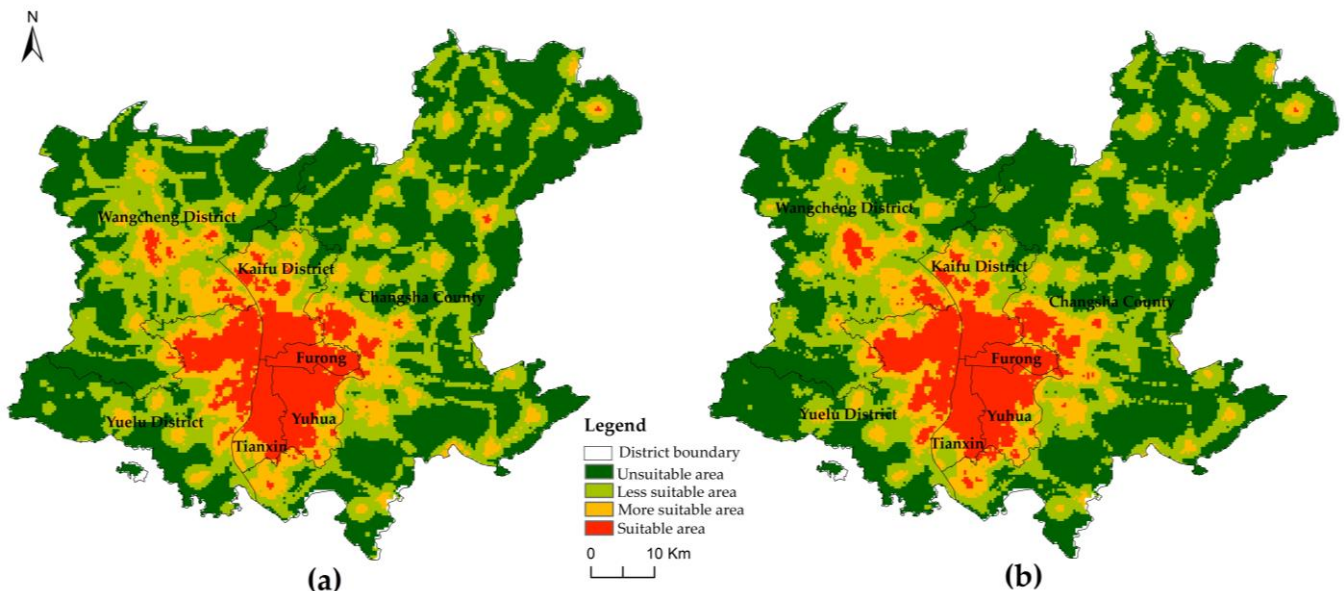 N
Wangcheng District
Kaifu District
Changsha County
Furong
Yuelu District
Yuhua
Tianxin
(a)
Legend
District boundary
Unsuitable area
Less suitable area
More suitable area
Suitable area
0 10 Km
Wangcheng District
Kaifu District
Changsha County
Furong
Yuelu District
Yuhua
Tianxin
(b)